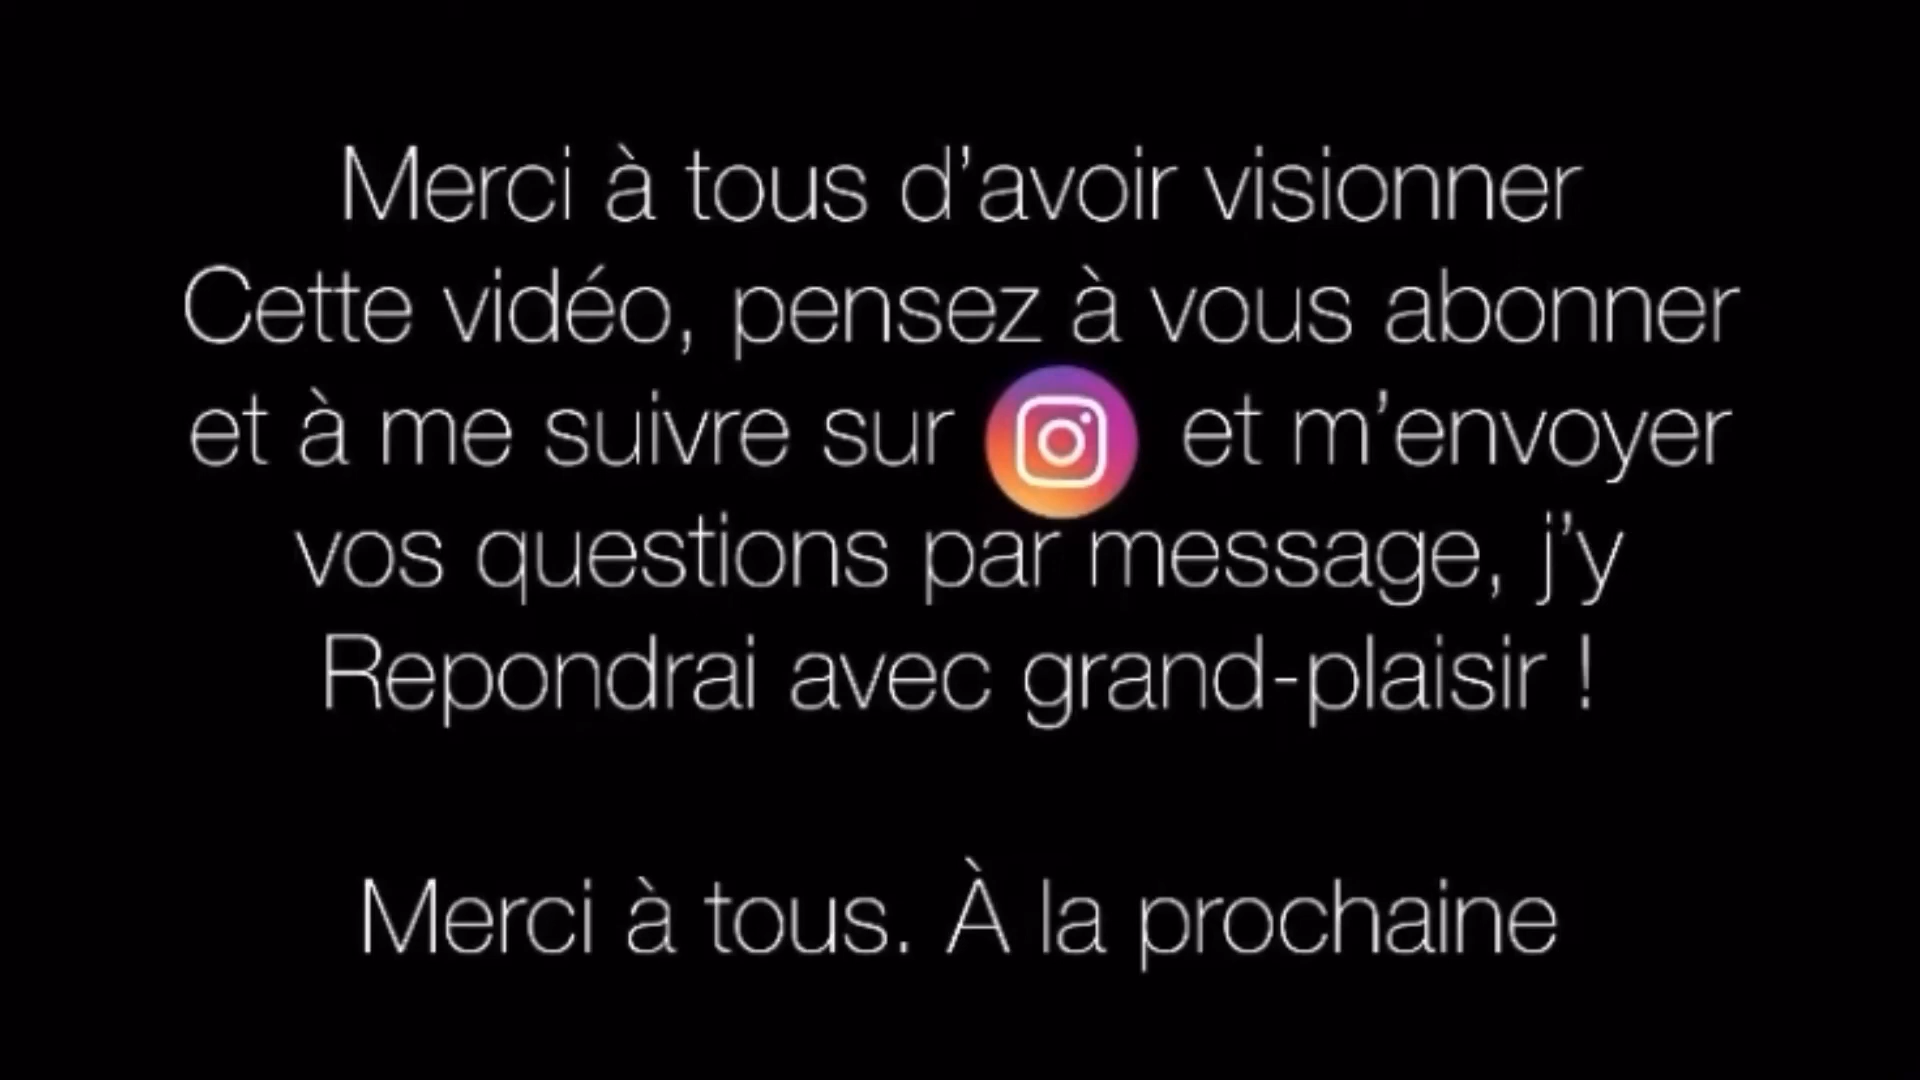 Merci à tous d’avoir visionner
Cette vidéo, pensez à vous abonner
et à me suivre sur et m’envoyer
vos questions par message, j’y
Repondrai avec grand-plaisir !
Merci à tous. À la prochaine